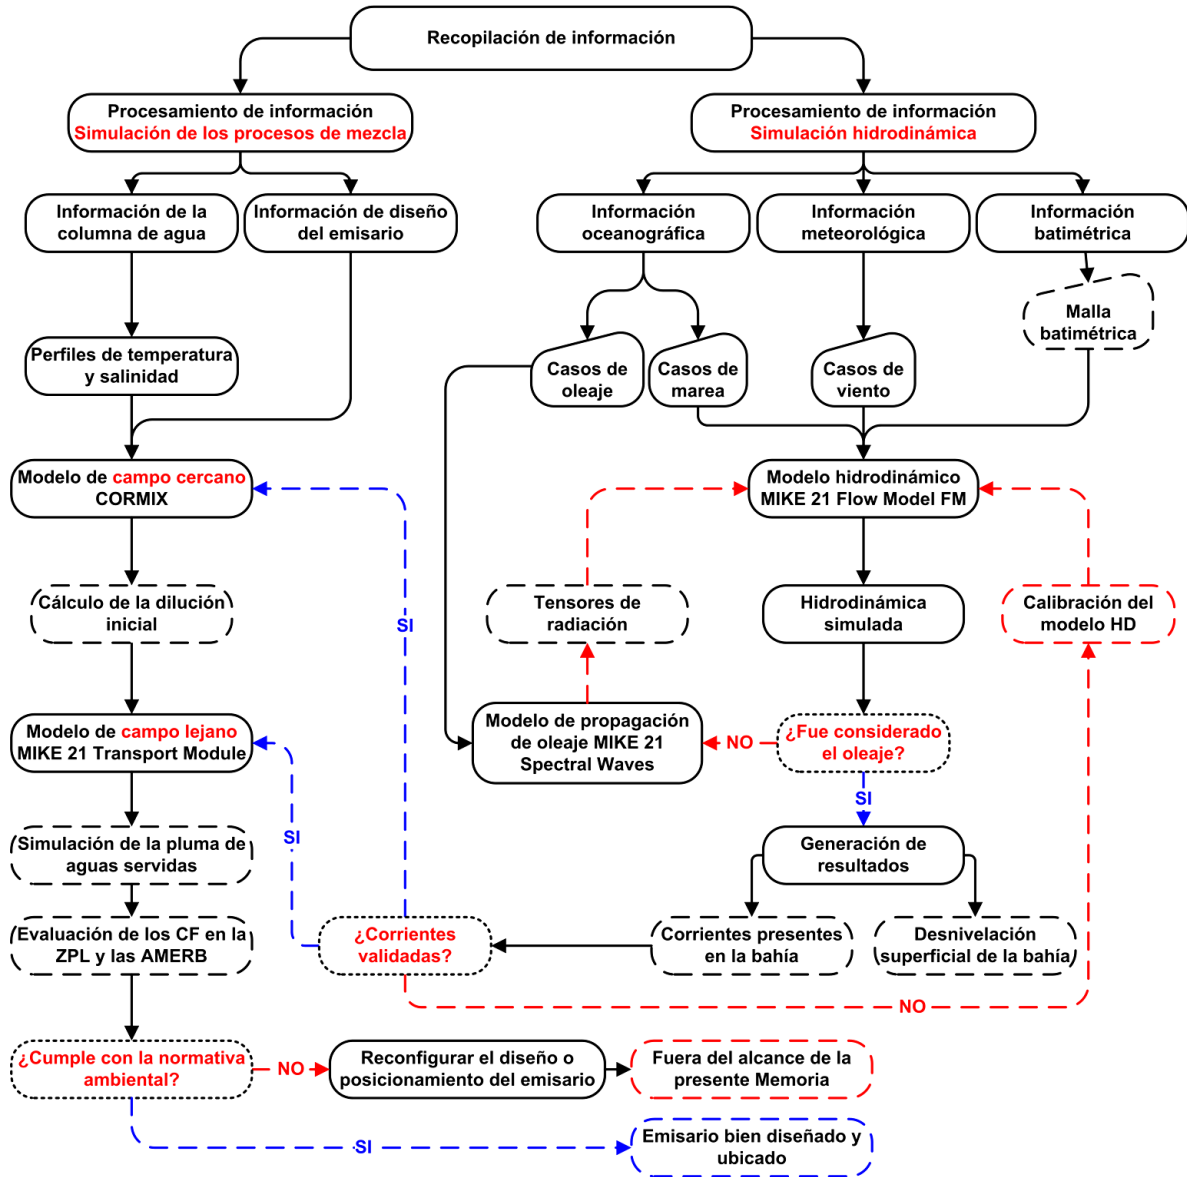 Recopilación de información
Procesamiento de información
Simulación de los procesos de mezcla
Procesamiento de información
Simulación hidrodinámica
Información de la
columna de agua
Información de diseño
del emisario
Información
oceanográfica
Información
meteorológica
Información
batimétrica
Malla
batimétrica
Perfiles de temperatura
y salinidad
Casos de
oleaje
Casos de
marea
Casos de
viento
Modelo de campo cercano
CORMIX
Modelo hidrodinámico
MIKE 21 Flow Model FM
Cálculo de la dilución
inicial
SI
Tensores de
radiación
Hidrodinámica
simulada
Calibración del
modelo HD
Modelo de campo lejano
MIKE 21 Transport Module
Modelo de propagación
de oleaje MIKE 21
Spectral Waves
NO
¿Fue considerado
el oleaje?
SI
SI
Simulación de la pluma de
aguas servidas
Generación de
resultados
Evaluación de los CF en la
ZPL y las AMERB
¿Corrientes
validadas?
Corrientes presentes
en la bahía
Desnivelación
superficial de la bahía
NO
¿Cumple con la normativa
ambiental?
NO
Reconfigurar el diseño o
posicionamiento del emisario
Fuera del alcance de la
presente Memoria
SI
Emisario bien diseñado y
ubicado